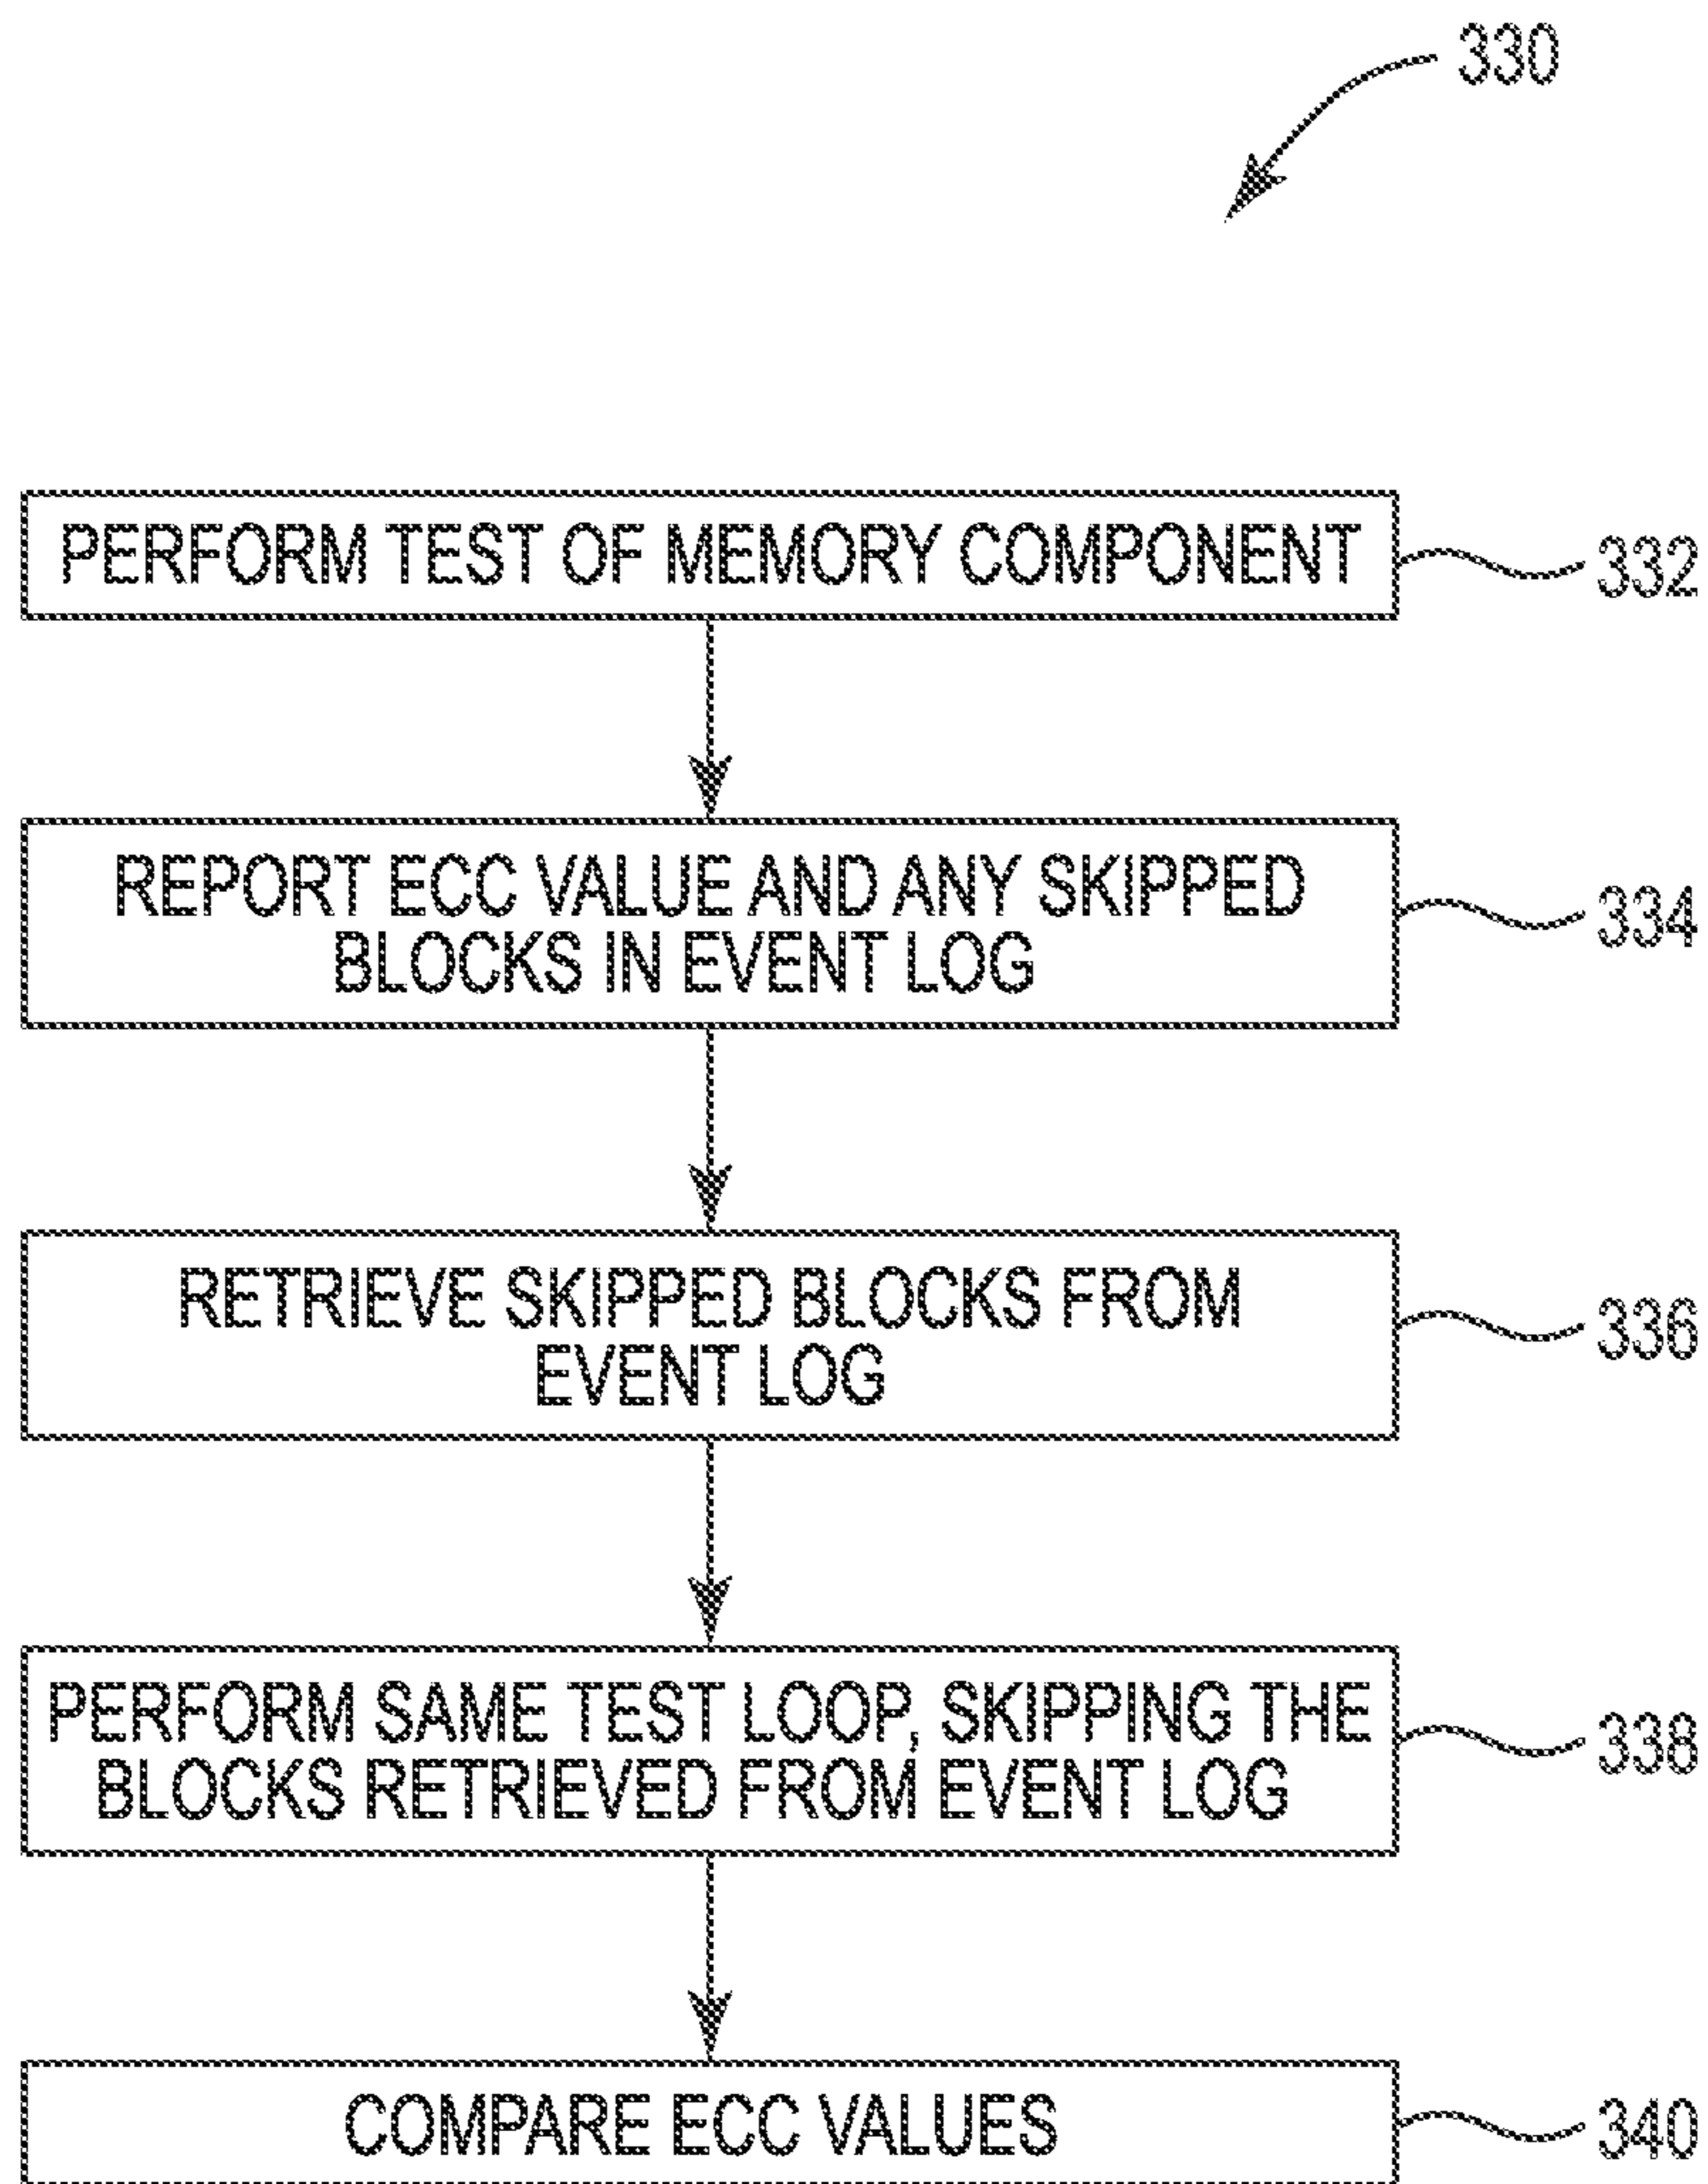 330
PERFORM TEST OF MEMORY COMPONENT
332
REPORT ECC VALUE AND ANY SKIPPED
BLOCKS IN EVENT LOG
334
RETRIEVE SKIPPED BLOCKS FROM
EVENT LOG
336
PERFORM SAME TEST LOOP, SKIPPING THE
BLOCKS RETRIEVED FROM EVENT LOG
338
COMPARE ECC VALUES
340